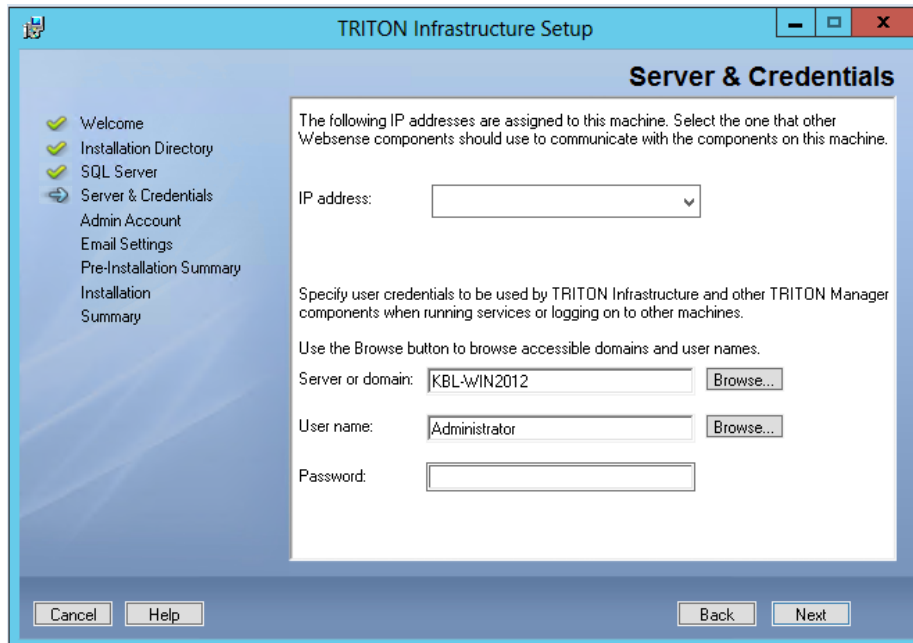 TRITON Infrastructure Setup
Server & Credentials
Welcome
Installation Directory
SQL Server
Server & Credentials
Admin Account
Email Settings
Pre-Installation Summary
Installation
Summary
The following IP addresses are assigned to this machine. Select the one that other
Websense components should use to communicate with the components on this machine.
IP address:
Specify user credentials to be used by TRITON Infrastructure and other TRITON Manager
components when running services or logging on to other machines.
Use the Browse button to browse accessible domains and user names.
Server or domain: KBL-WIN2012 Browse...
User name: Administrator Browse...
Password:
Cancel Help Back Next